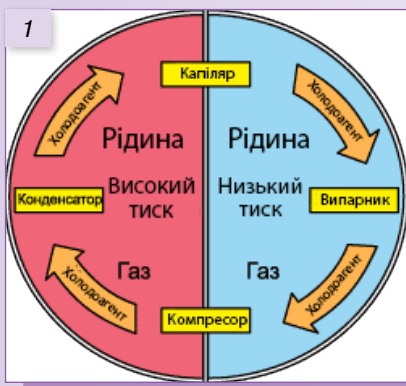 1
Капіляр
Холодоагент
Холодоагент
Рідина
Рідина
Конденсатор
Високий
тиск
Низький
тиск
Випарник
Газ
Газ
Холодоагент
Холодоагент
Компресор